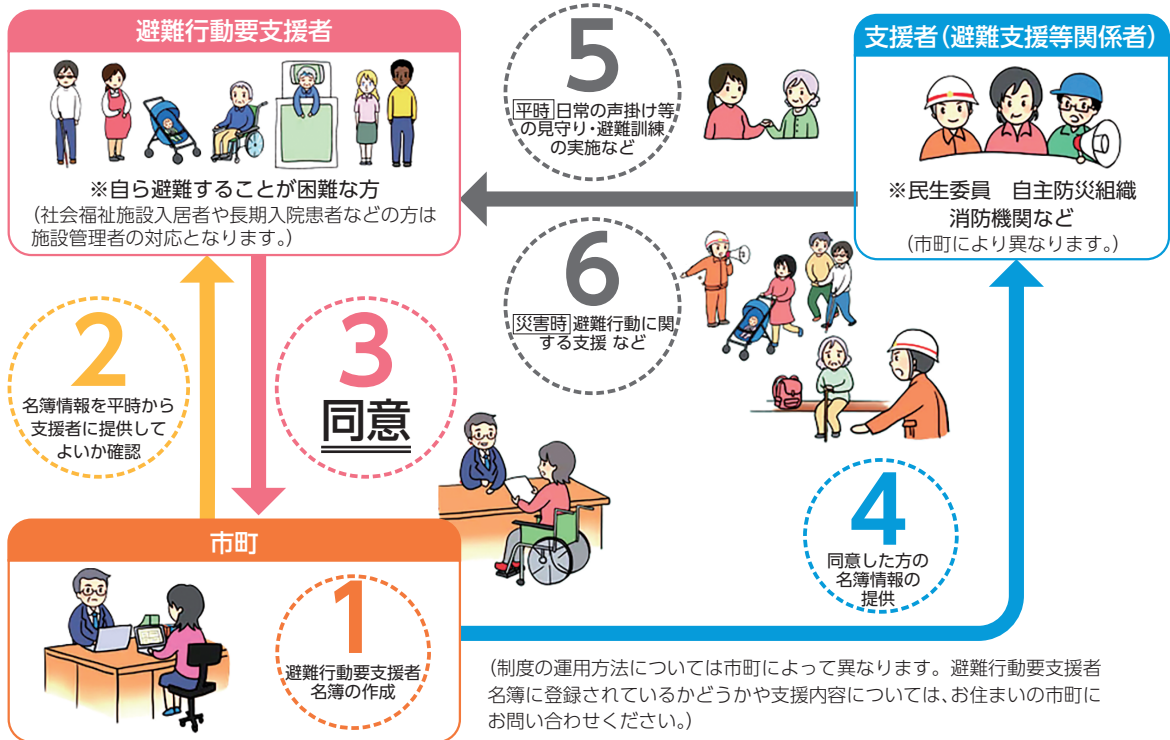 避難行動要支援者
※自ら避難することが困難な方
（社会福祉施設入居者や長期入院患者などの方は
施設管理者の対応となります。）
5
平時 日常の声掛け等
の見守り・避難訓練
の実施など
支援者（避難支援等関係者）
※民生委員　自主防災組織
消防機関など
（市町により異なります。）
6
災害時 避難行動に関
する支援 など
2
名簿情報を平時から
支援者に提供して
よいか確認
3
同意
4
同意した方の
名簿情報の
提供
市町
1
避難行動要支援者
名簿の作成
（制度の運用方法については市町によって異なります。避難行動要支援者
名簿に登録されているかどうかや支援内容については、お住まいの市町に
お問い合わせください。）